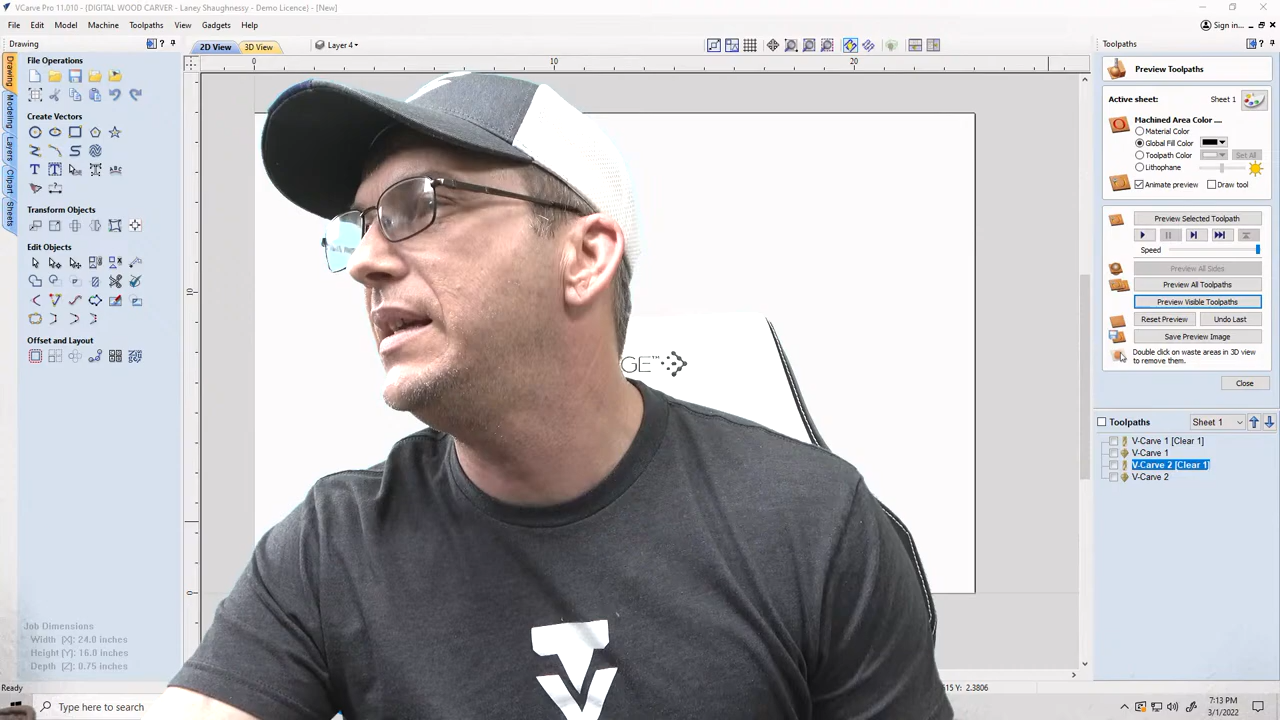 VCarve Pro 11.010 - (DIGITAL WOOD CARVER - Laney Shaughnessy - Demo Licence) - [New]
File Edit Model Machine Toolpaths View Gadgets Help
Sign in...
Drawing
2D View 3D View Layer 4
Toolpaths
File Operations
Create Vectors
Transform Objects
Edit Objects
Offset and Layout
Drawing
Modeling
Layers
Clipart
Sheets
0 10 20
10
0
GE™
Job Dimensions
Width (X): 24.0 inches
Height (Y): 16.0 inches
Depth (Z): 0.75 inches
Preview Toolpaths
Active sheet: Sheet 1
Machined Area Color ....
Material Color
Global Fill Color
Toolpath Color Set All
Lithophane
Animate preview Draw tool
Preview Selected Toolpath
Speed
Preview All Sides
Preview All Toolpaths
Preview Visible Toolpaths
Reset Preview Undo Last
Save Preview Image
Double click on waste areas in 3D view
to remove them.
Close
Toolpaths Sheet 1
V-Carve 1 [Clear 1]
V-Carve 1
V-Carve 2 [Clear 1]
V-Carve 2
Ready
Y: 2.3806
Type here to search
7:13 PM
3/1/2022